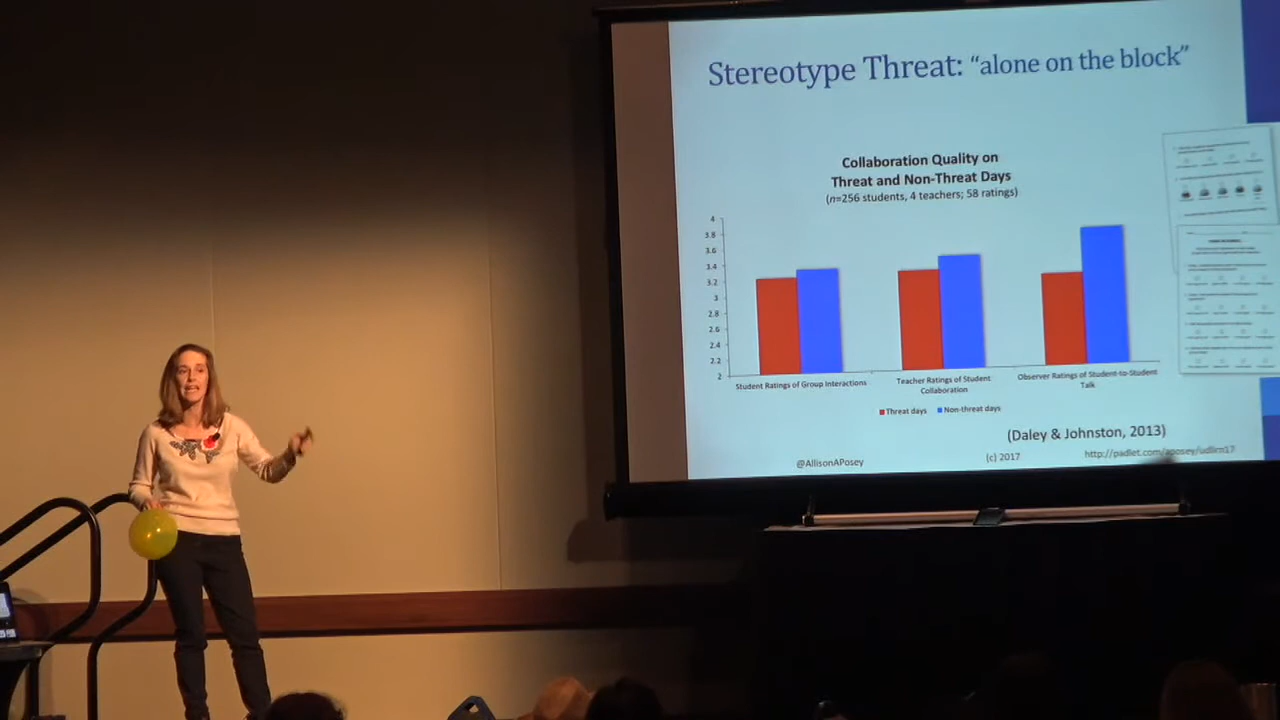 Stereotype Threat: “alone on the block”
Collaboration Quality on
Threat and Non-Threat Days
(n=256 students, 4 teachers; 58 ratings)
4
3.8
3.6
3.4
3.2
3
2.8
2.6
2.4
2.2
2
Student Ratings of Group Interactions
Teacher Ratings of Student
Collaboration
Observer Ratings of Student-to-Student
Talk
Threat days
Non-threat days
(Daley & Johnston, 2013)
@AllisonAPosey
(c) 2017
http://padlet.com/aposey/udlirn17